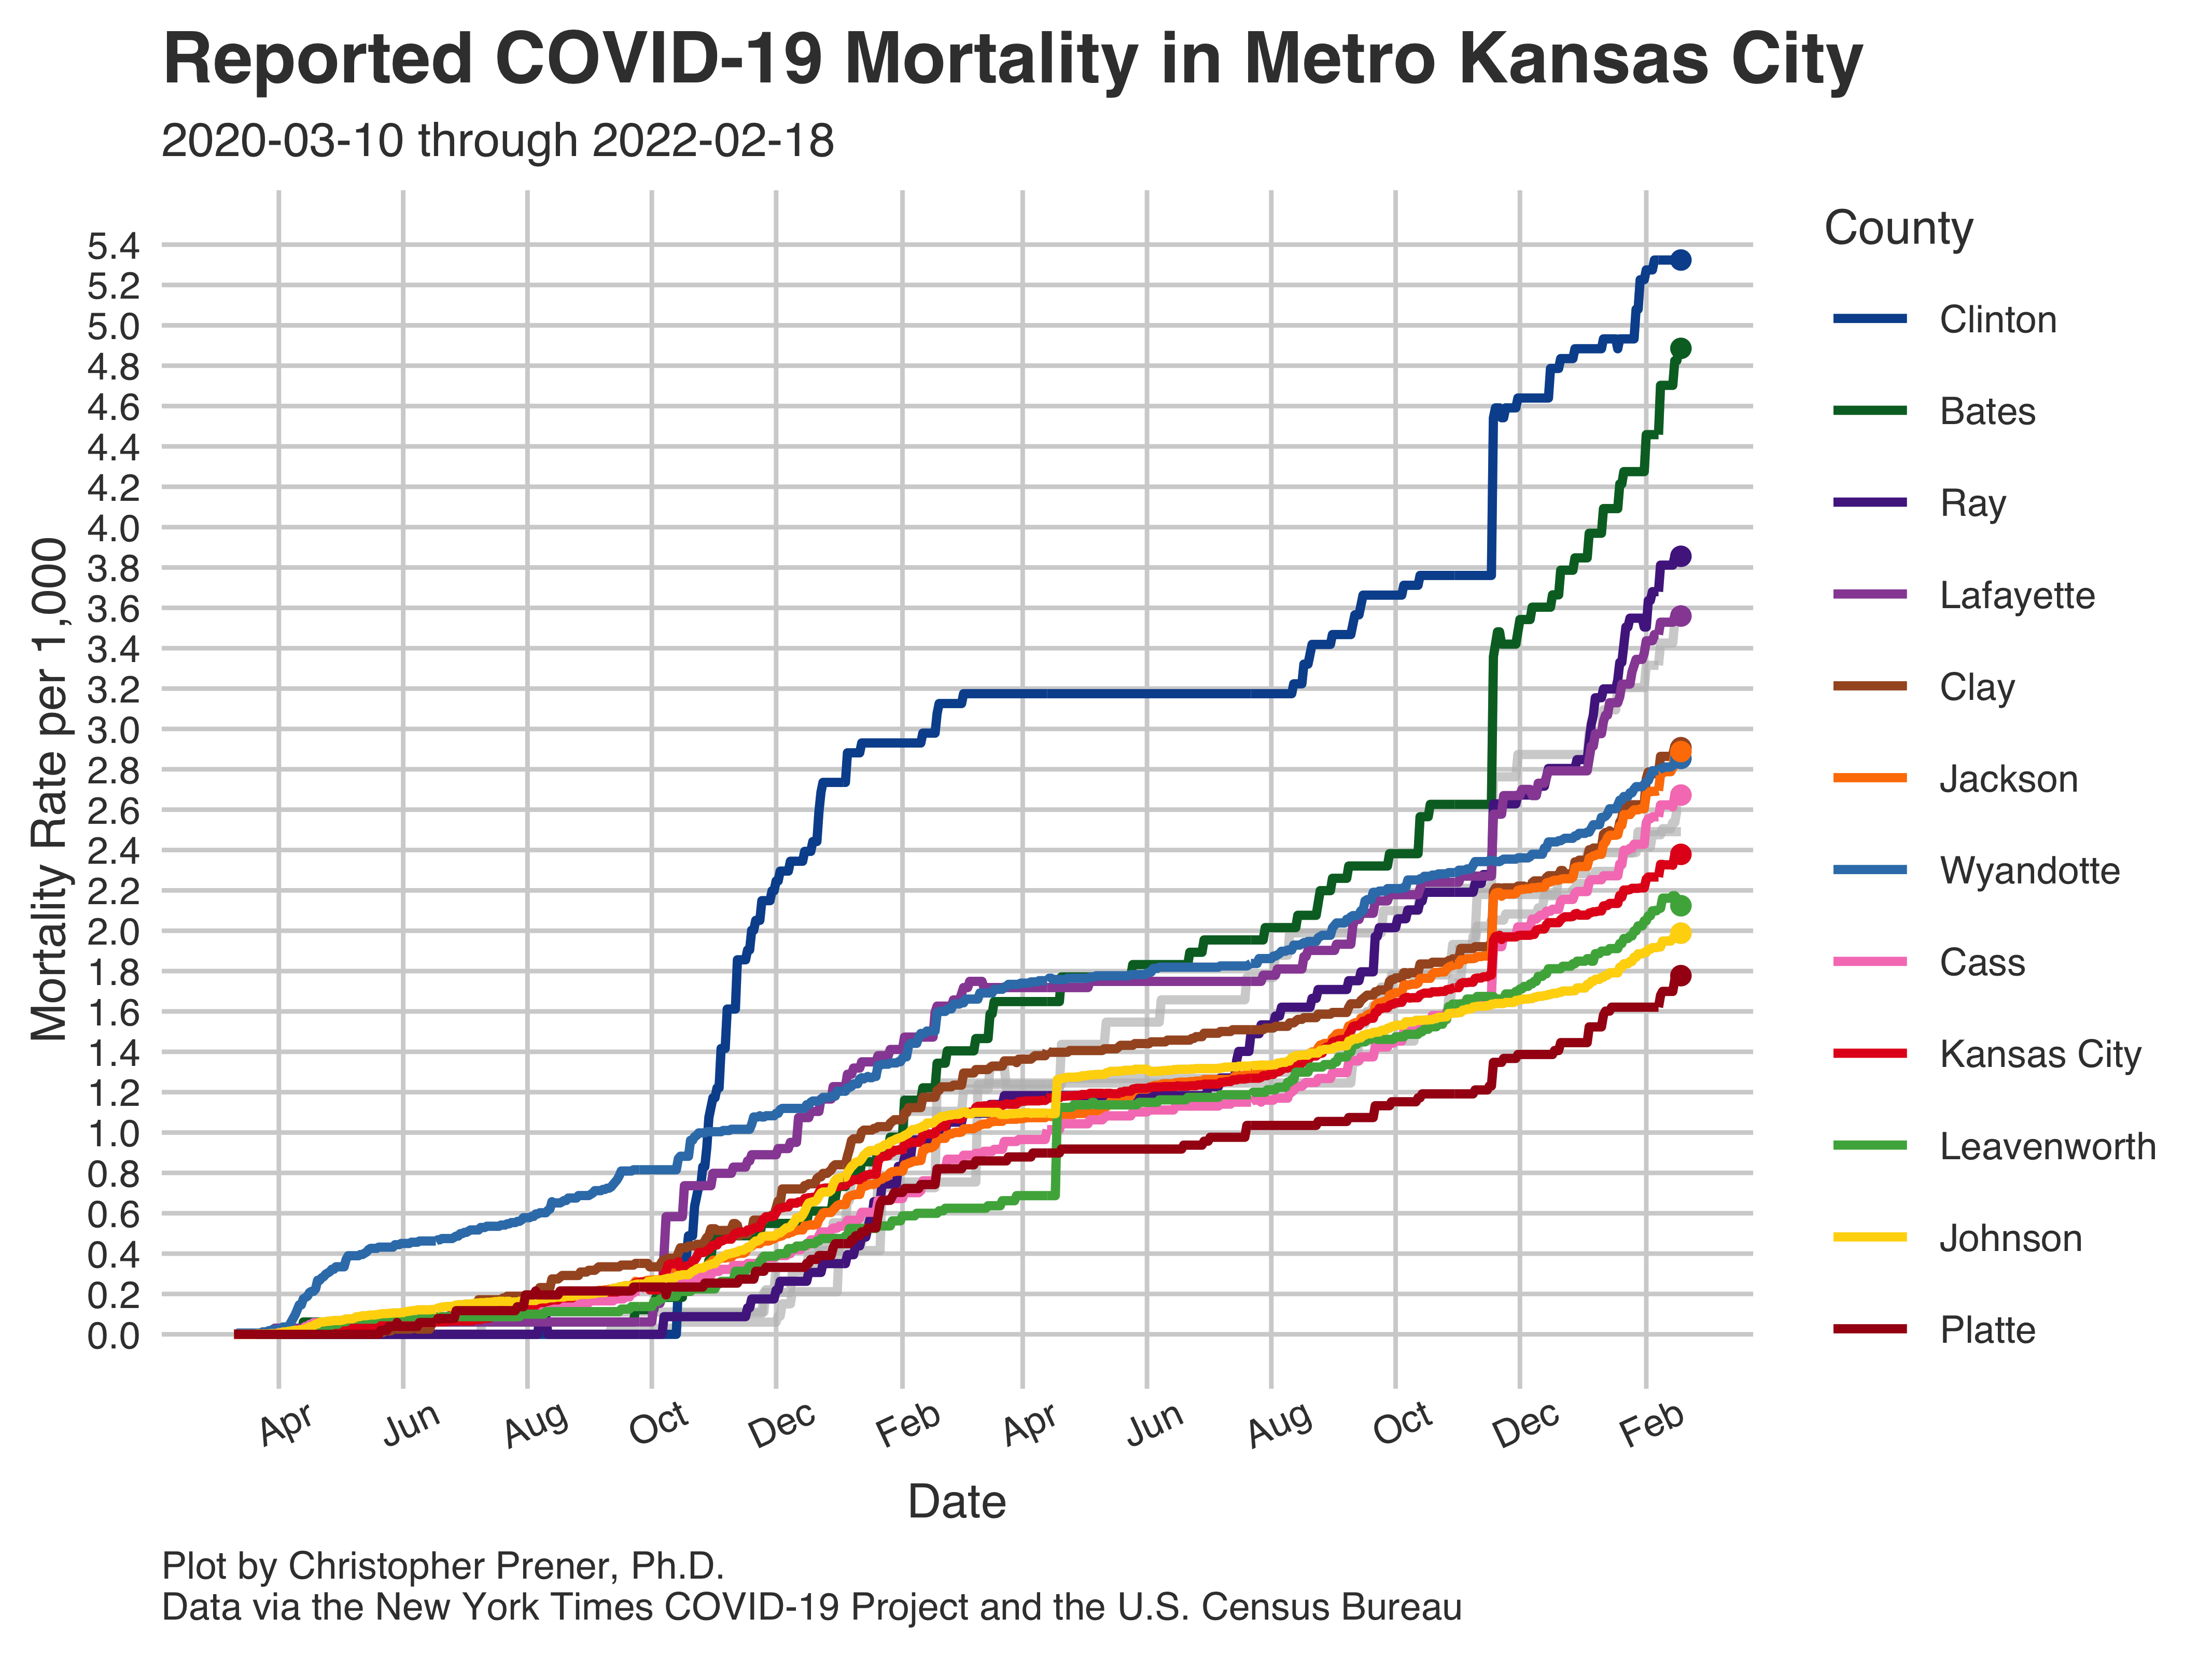 Reported COVID-19 Mortality in Metro Kansas City
2020-03-10 through 2022-02-18
Mortality Rate per 1,000
5.4
5.2
5.0
4.8
4.6
4.4
4.2
4.0
3.8
3.6
3.4
3.2
3.0
2.8
2.6
2.4
2.2
2.0
1.8
1.6
1.4
1.2
1.0
0.8
0.6
0.4
0.2
0.0
Apr Jun Aug Oct Dec Feb Apr Jun Aug Oct Dec Feb
Date
County
Clinton
Bates
Ray
Lafayette
Clay
Jackson
Wyandotte
Cass
Kansas City
Leavenworth
Johnson
Platte
Plot by Christopher Prener, Ph.D.
Data via the New York Times COVID-19 Project and the U.S. Census Bureau